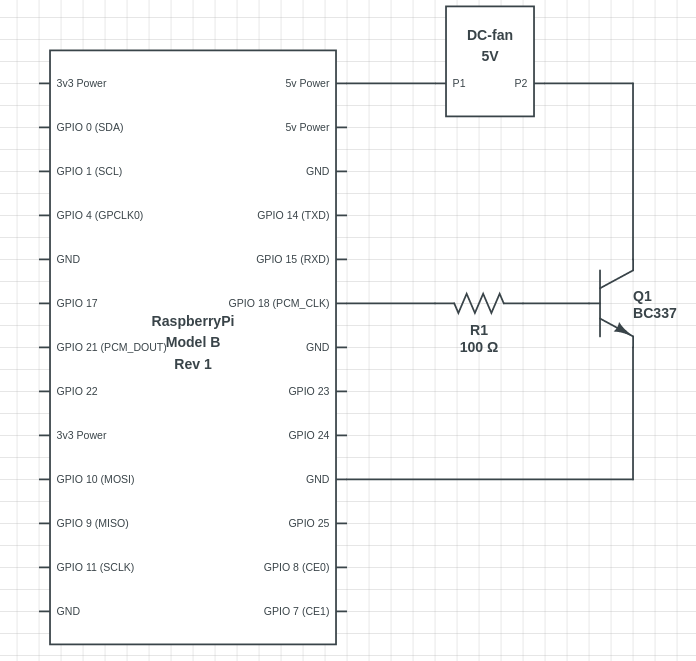 DC-fan
5V
P1
P2
3v3 Power
5v Power
GPIO 0 (SDA)
5v Power
GPIO 1 (SCL)
GND
GPIO 4 (GPCLK0)
GPIO 14 (TXD)
GND
GPIO 15 (RXD)
GPIO 17
GPIO 18 (PCM_CLK)
RaspberryPi
Model B
Rev 1
GPIO 21 (PCM_DOUT)
GND
GPIO 22
GPIO 23
3v3 Power
GPIO 24
GPIO 10 (MOSI)
GND
GPIO 9 (MISO)
GPIO 25
GPIO 11 (SCLK)
GPIO 8 (CE0)
GND
GPIO 7 (CE1)
R1
100 Ω
Q1
BC337